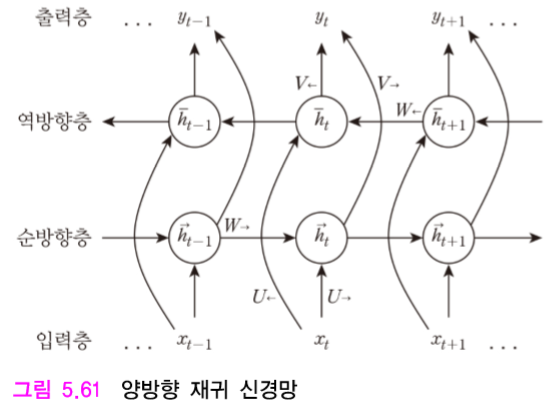 출력층 ... y_{t-1} y_t y_{t+1} ...
V← V→ W←
역방향층 h̄_{t-1} h̄_t h̄_{t+1}
W→
순방향층 h⃗_{t-1} h⃗_t h⃗_{t+1}
U← U→
입력층 ... x_{t-1} x_t x_{t+1} ...
그림 5.61 양방향 재귀 신경망